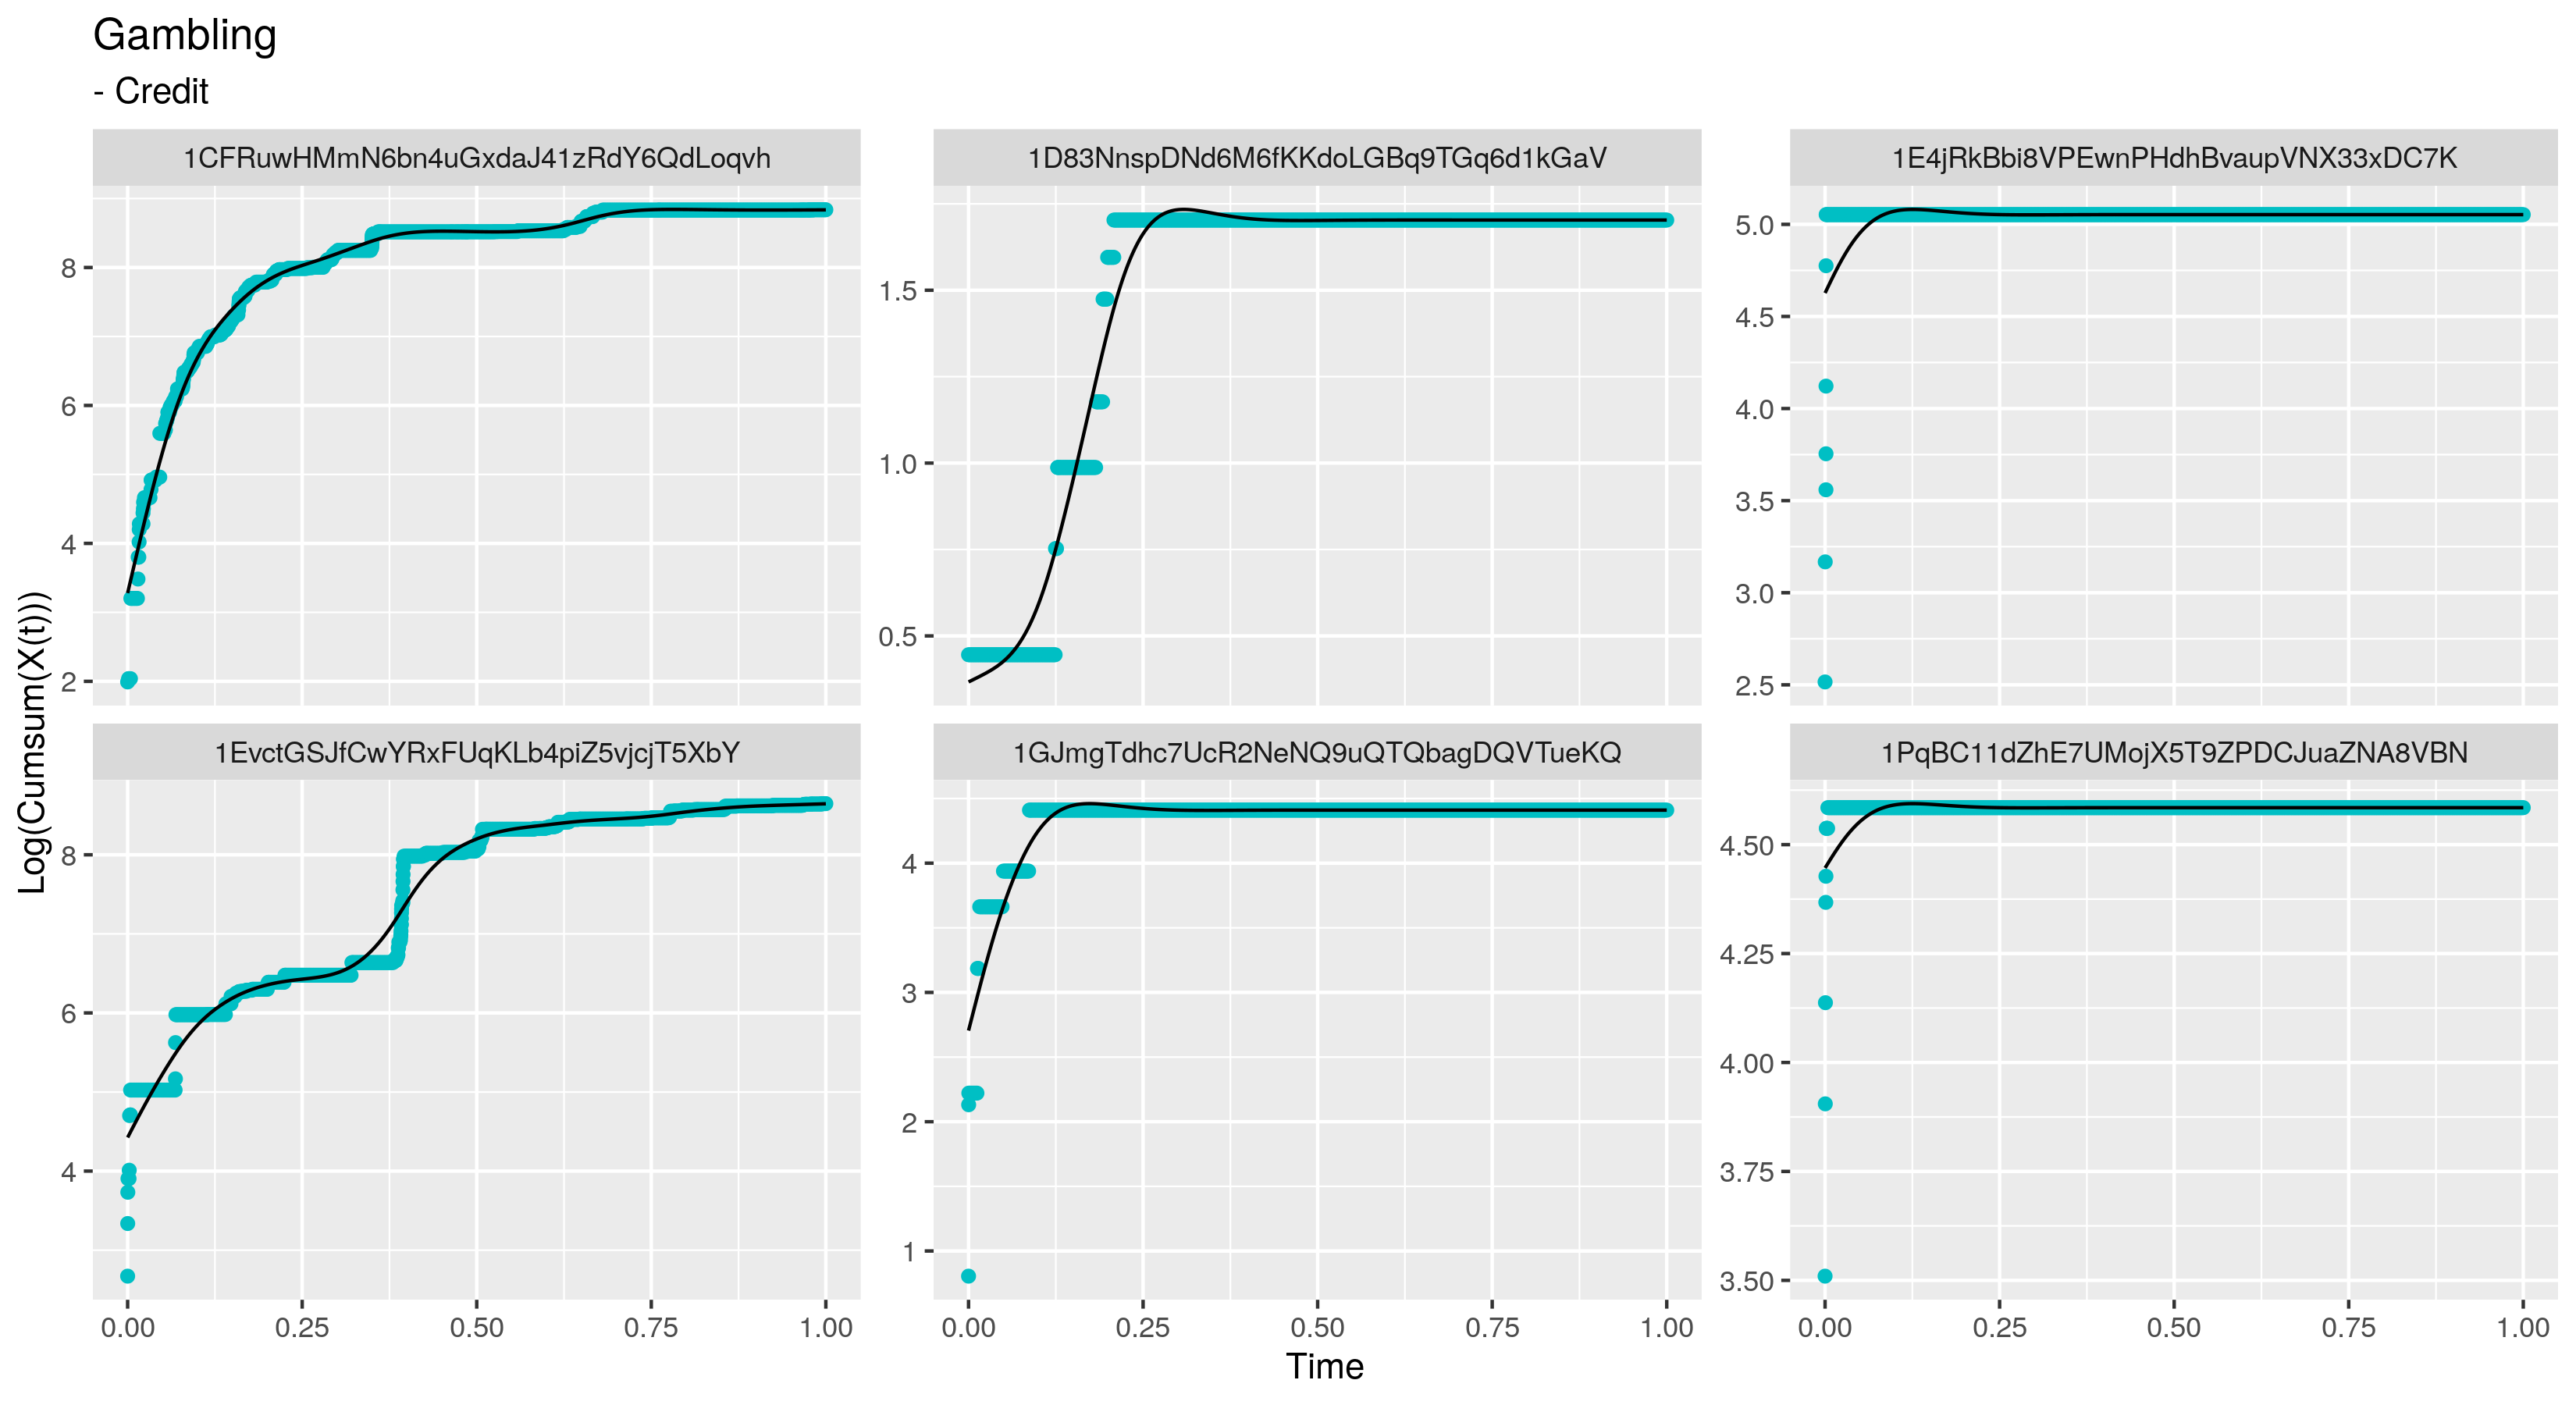 Gambling
- Credit
1CFRuwHMmN6bn4uGxdaJ41zRdY6QdLoqvh
1D83NnspDNd6M6fKKdoLGBq9TGq6d1kGaV
1E4jRkBbi8VPEwnPHdhBvaupVNX33xDC7K
8
6
4
2
1.5
1.0
0.5
5.0
4.5
4.0
3.5
3.0
2.5
Log(Cumsum(X(t)))
1EvctGSJfCwYRxFUqKLb4piZ5vjcjT5XbY
1GJmgTdhc7UcR2NeNQ9uQTQbagDQVTueKQ
1PqBC11dZhE7UMojX5T9ZPDCJuaZNA8VBN
8
6
4
4
3
2
1
4.50
4.25
4.00
3.75
3.50
0.00 0.25 0.50 0.75 1.00
0.00 0.25 0.50 0.75 1.00
0.00 0.25 0.50 0.75 1.00
Time